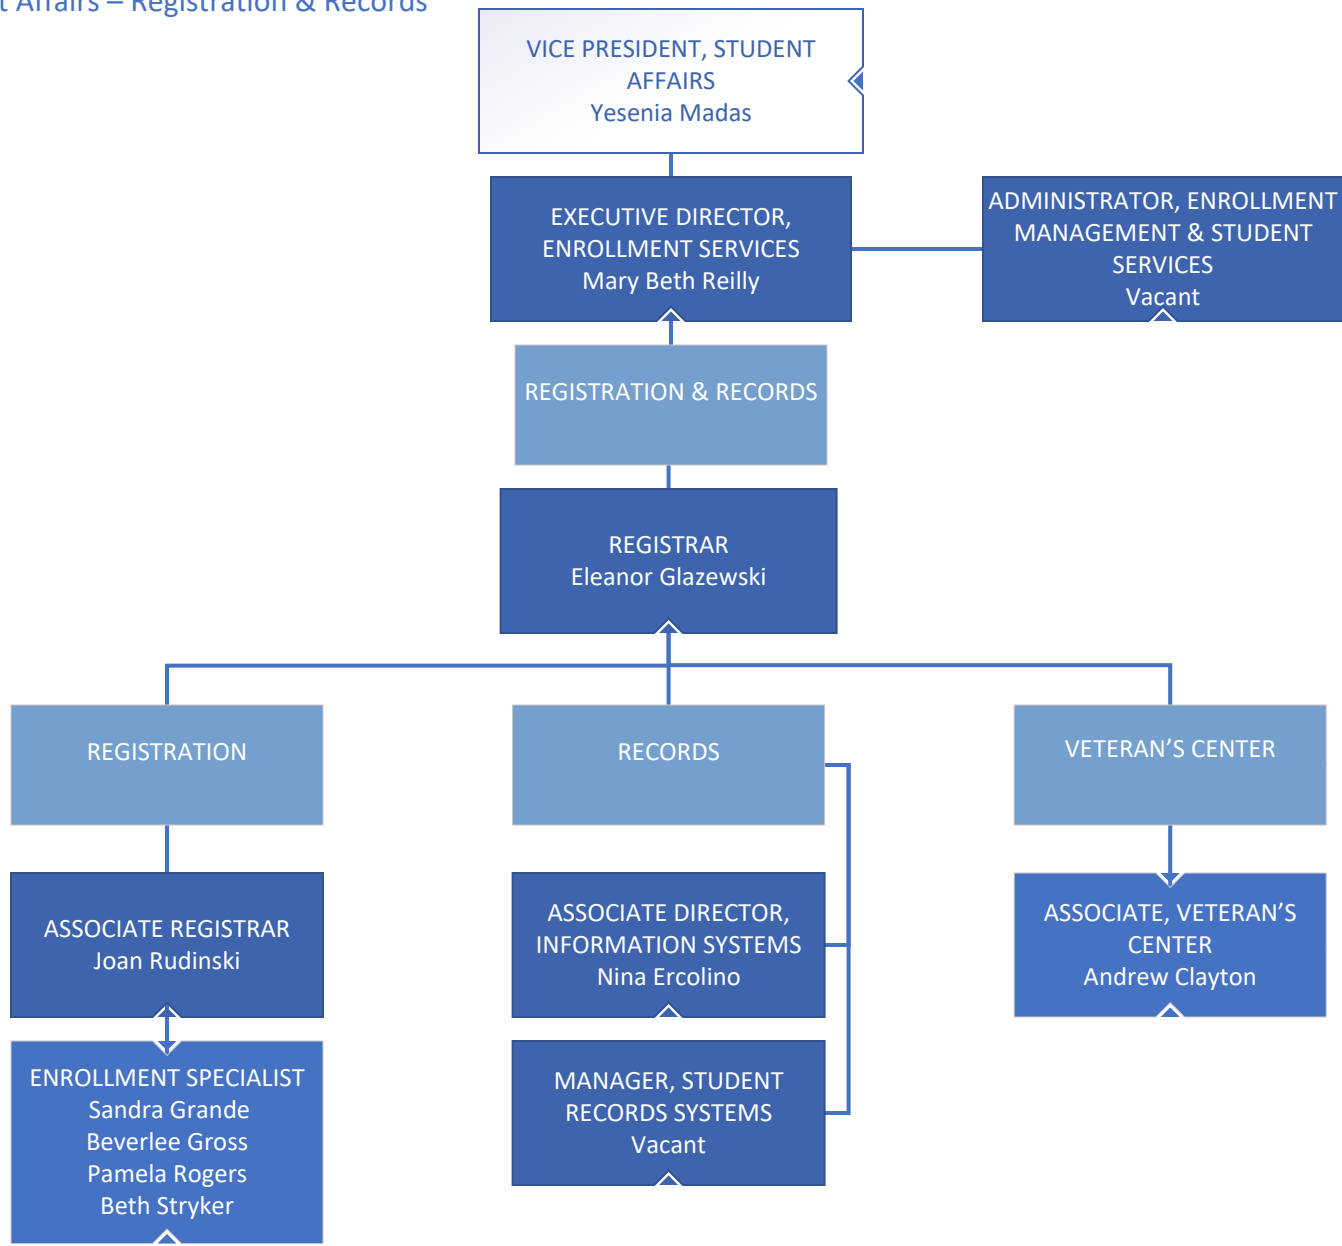 t Affairs – Registration & Records
VICE PRESIDENT, STUDENT
AFFAIRS
Yesenia Madas
EXECUTIVE DIRECTOR,
ENROLLMENT SERVICES
Mary Beth Reilly
ADMINISTRATOR, ENROLLMENT
MANAGEMENT & STUDENT
SERVICES
Vacant
REGISTRATION & RECORDS
REGISTRAR
Eleanor Glazewski
REGISTRATION
RECORDS
VETERAN’S CENTER
ASSOCIATE REGISTRAR
Joan Rudinski
ASSOCIATE DIRECTOR,
INFORMATION SYSTEMS
Nina Ercolino
ASSOCIATE, VETERAN’S
CENTER
Andrew Clayton
ENROLLMENT SPECIALIST
Sandra Grande
Beverlee Gross
Pamela Rogers
Beth Stryker
MANAGER, STUDENT
RECORDS SYSTEMS
Vacant